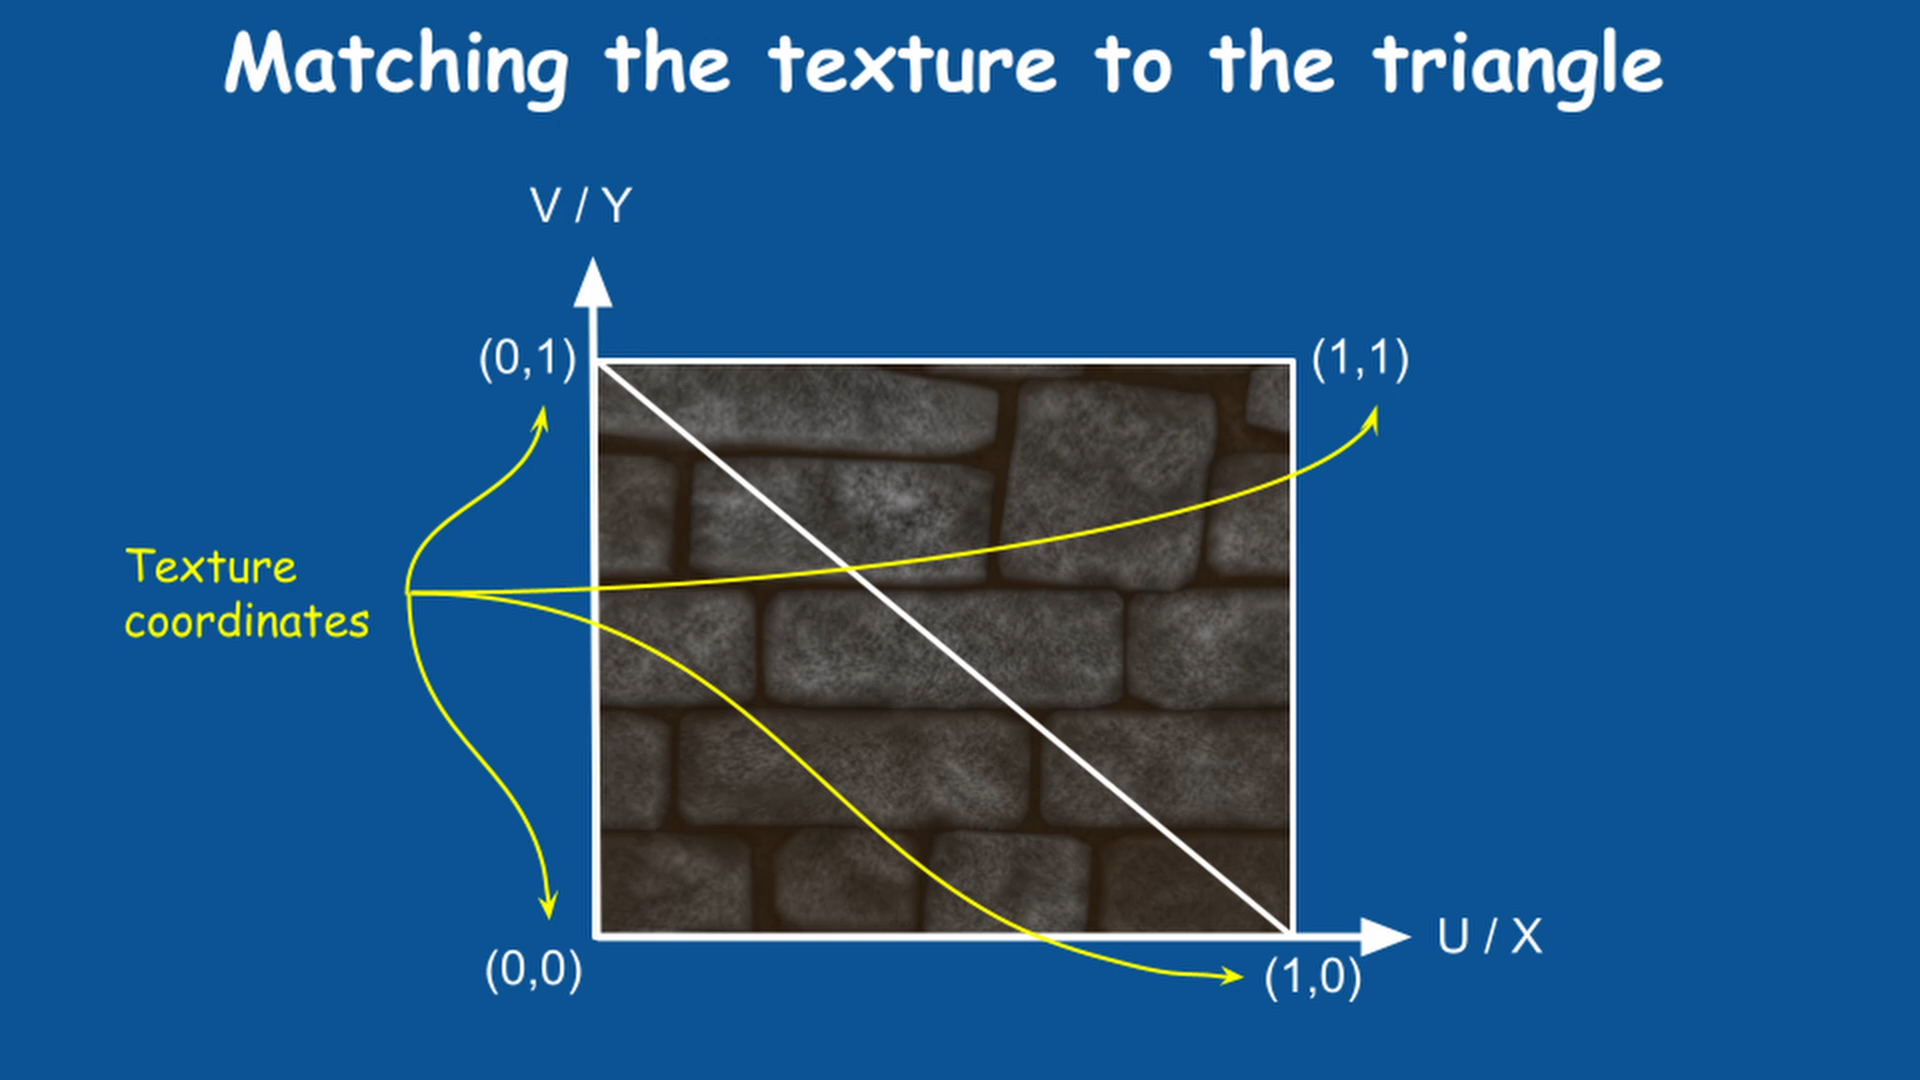 Matching the texture to the triangle
V / Y
(0,1)
(1,1)
Texture
coordinates
U / X
(0,0)
(1,0)